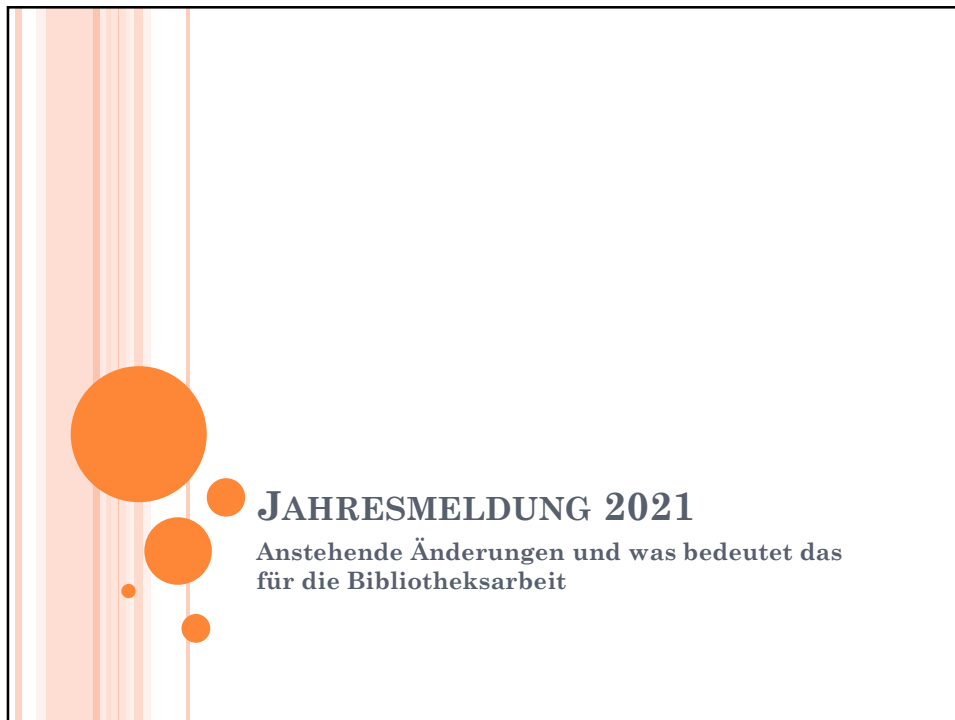 JAHRESMELDUNG 2021
Anstehende Änderungen und was bedeutet das
für die Bibliotheksarbeit